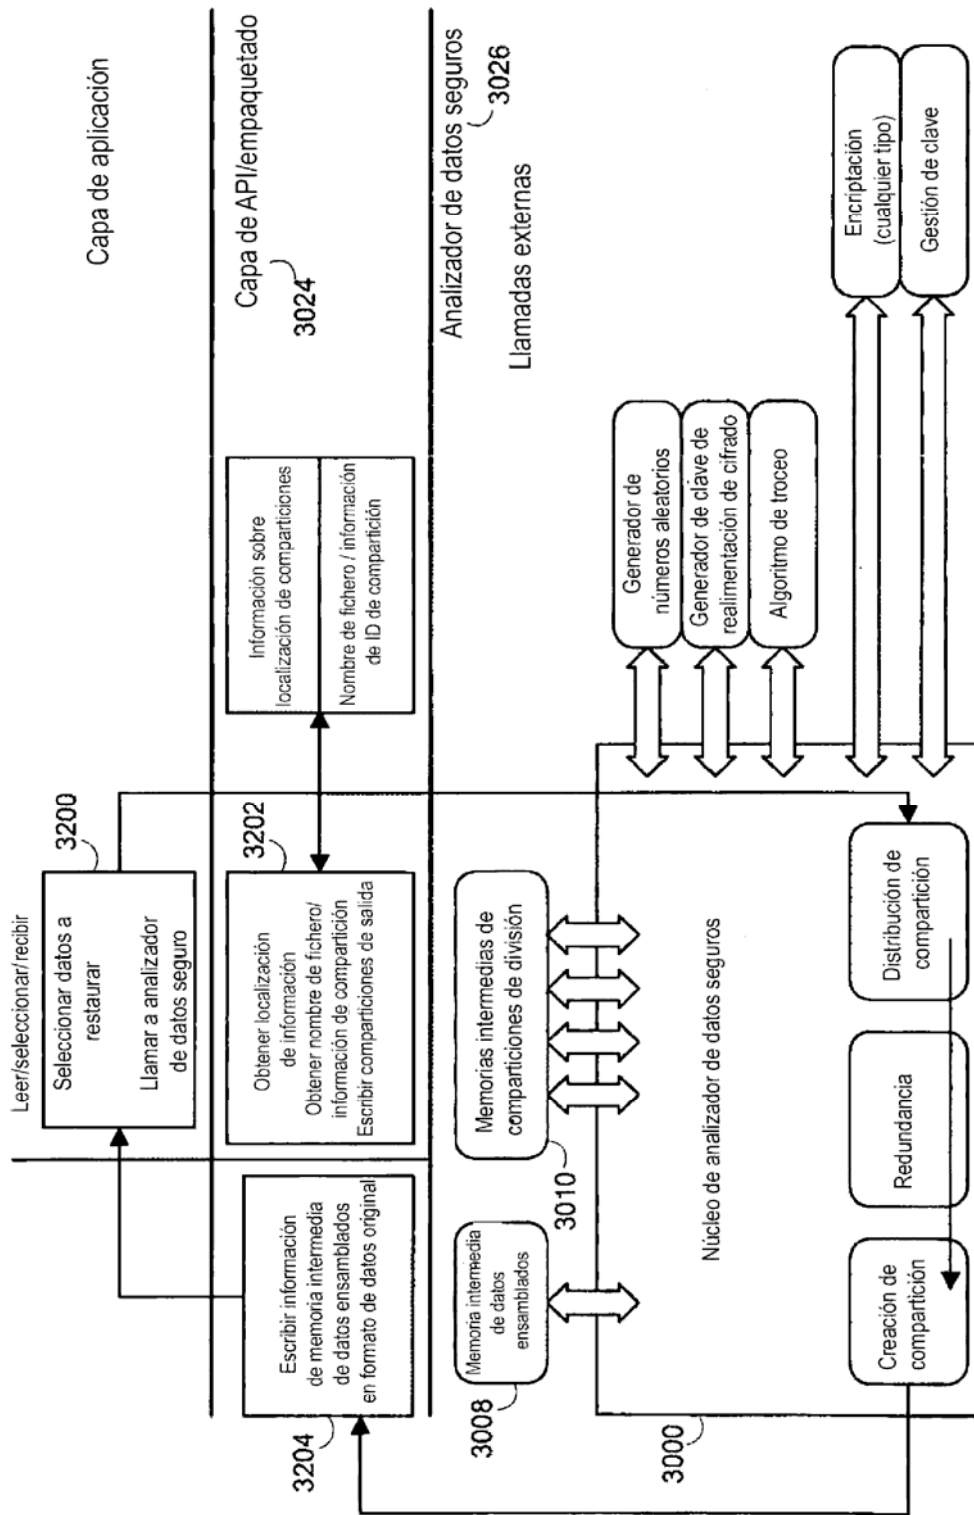 Capa de aplicación
Leer/seleccionar/recibir
Seleccionar datos a
restaurar
Llamar a analizador
de datos seguro
3200
Capa de API/empaquetado
3024
Escribir información
de memoria intermedia
de datos ensamblados
en formato de datos original
3204
Obtener localización
de información
Obtener nombre de fichero/
información de compartición
Escribir comparticiones de salida
3202
Información sobre
localización de comparticiones
Nombre de fichero / información
de ID de compartición
Analizador de datos seguros
3026
Llamadas externas
Memoria intermedia
de datos
ensamblados
3008
Memorias intermedias de
comparticiones de división
3010
Generador de
números aleatorios
Generador de clave de
realimentación de cifrado
Algoritmo de troceo
Encriptación
(cualquier tipo)
Gestión de clave
Núcleo de analizador de datos seguros
3000
Creación de
compartición
Redundancia
Distribución de
compartición